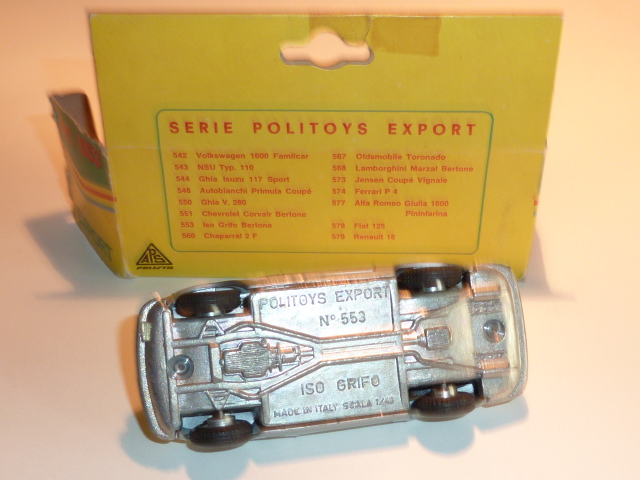 SERIE POLITOYS EXPORT
542 Volkswagen 1600 Familcar
543 NSU Typ. 110
544 Ghia Isuzu 117 Sport
548 Autobianchi Primula Coupé
550 Ghia V. 280
551 Chevrolet Corvair Bertone
553 Iso Grifo Bertone
560 Chaparral 2 F
567 Oldsmobile Toronado
568 Lamborghini Marzal Bertone
573 Jensen Coupé Vignale
574 Ferrari P 4
577 Alfa Romeo Giulia 1600
Pininfarina
578 Fiat 125
579 Renault 16
APS
POLITOYS EXPORT
No 553
ISO GRIFO
MADE IN ITALY SCALA 1/43